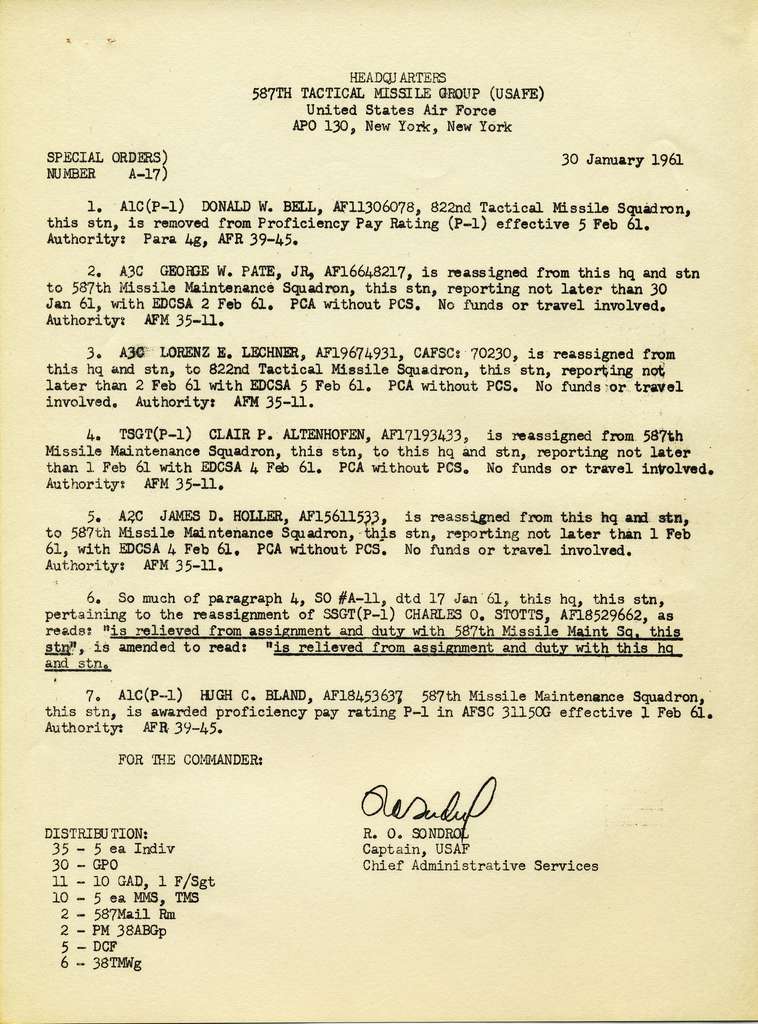 HEADQUARTERS
587TH TACTICAL MISSILE GROUP (USAFE)
United States Air Force
APO 130, New York, New York
SPECIAL ORDERS) 30 January 1961
NUMBER A-17)
1. A1C(P-1) DONALD W. BELL, AF11306078, 822nd Tactical Missile Squadron,
this stn, is removed from Proficiency Pay Rating (P-1) effective 5 Feb 61.
Authority: Para 4g, AFR 39-45.
2. A3C GEORGE W. PATE, JR, AF16648217, is reassigned from this hq and stn
to 587th Missile Maintenance Squadron, this stn, reporting not later than 30
Jan 61, with EDCSA 2 Feb 61. PCA without PCS. No funds or travel involved.
Authority: AFM 35-11.
3. A3C LORENZ E. LECHNER, AF19674931, CAFSC: 70230, is reassigned from
this hq and stn, to 822nd Tactical Missile Squadron, this stn, reporting not
later than 2 Feb 61 with EDCSA 5 Feb 61. PCA without PCS. No funds or travel
involved. Authority: AFM 35-11.
4. TSGT(P-1) CLAIR P. ALTENHOFEN, AF17193433, is reassigned from 587th
Missile Maintenance Squadron, this stn, to this hq and stn, reporting not later
than 1 Feb 61 with EDCSA 4 Feb 61. PCA without PCS. No funds or travel involved.
Authority: AFM 35-11.
5. A2C JAMES D. HOLLER, AF15611533, is reassigned from this hq and stn,
to 587th Missile Maintenance Squadron, this stn, reporting not later than 1 Feb
61, with EDCSA 4 Feb 61. PCA without PCS. No funds or travel involved.
Authority: AFM 35-11.
6. So much of paragraph 4, SO #A-11, dtd 17 Jan 61, this hq, this stn,
pertaining to the reassignment of SSGT(P-1) CHARLES O. STOTTS, AF18529662, as
reads: "is relieved from assignment and duty with 587th Missile Maint Sq, this
stn", is amended to read: "is relieved from assignment and duty with this hq
and stn.
7. A1C(P-1) HUGH C. BLAND, AF18453637, 587th Missile Maintenance Squadron,
this stn, is awarded proficiency pay rating P-1 in AFSC 31150G effective 1 Feb 61.
Authority: AFR 39-45.
FOR THE COMMANDER:
DISTRIBUTION:
35 - 5 ea Indiv
30 - GPO
11 - 10 GAD, 1 F/Sgt
10 - 5 ea MMS, TMS
2 - 587Mail Rm
2 - PM 38ABGp
5 - DCF
6 - 38TMWg
R. O. SONDROL
Captain, USAF
Chief Administrative Services